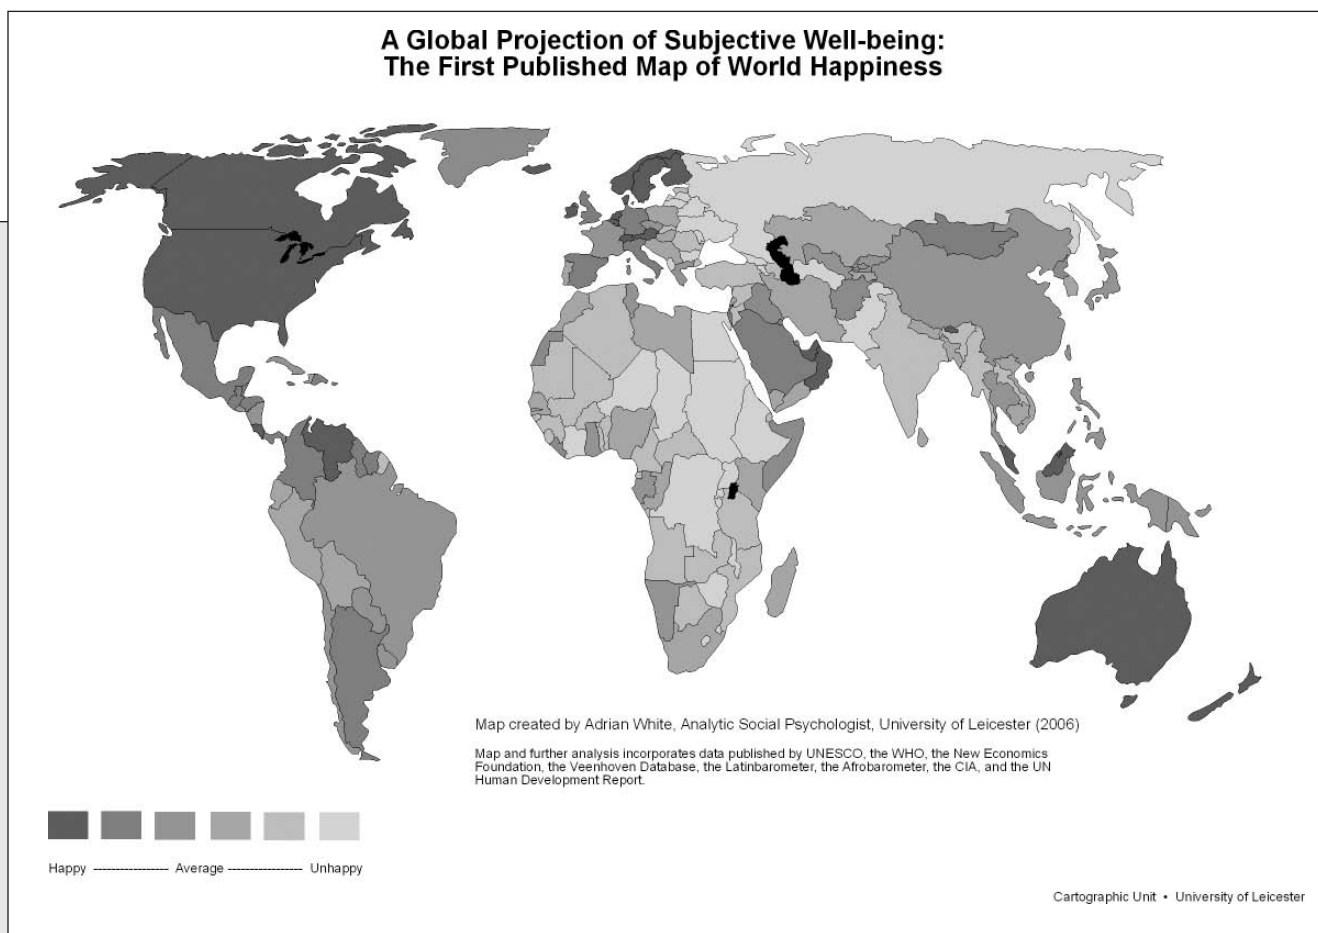 A Global Projection of Subjective Well-being:
The First Published Map of World Happiness
Map created by Adrian White, Analytic Social Psychologist, University of Leicester (2006)
Map and further analysis incorporates data published by UNESCO, the WHO, the New Economics
Foundation, the Veenhoven Database, the Latinbarometer, the Afrobarometer, the CIA, and the UN
Human Development Report.
Happy ----------------- Average ----------------- Unhappy
Cartographic Unit • University of Leicester